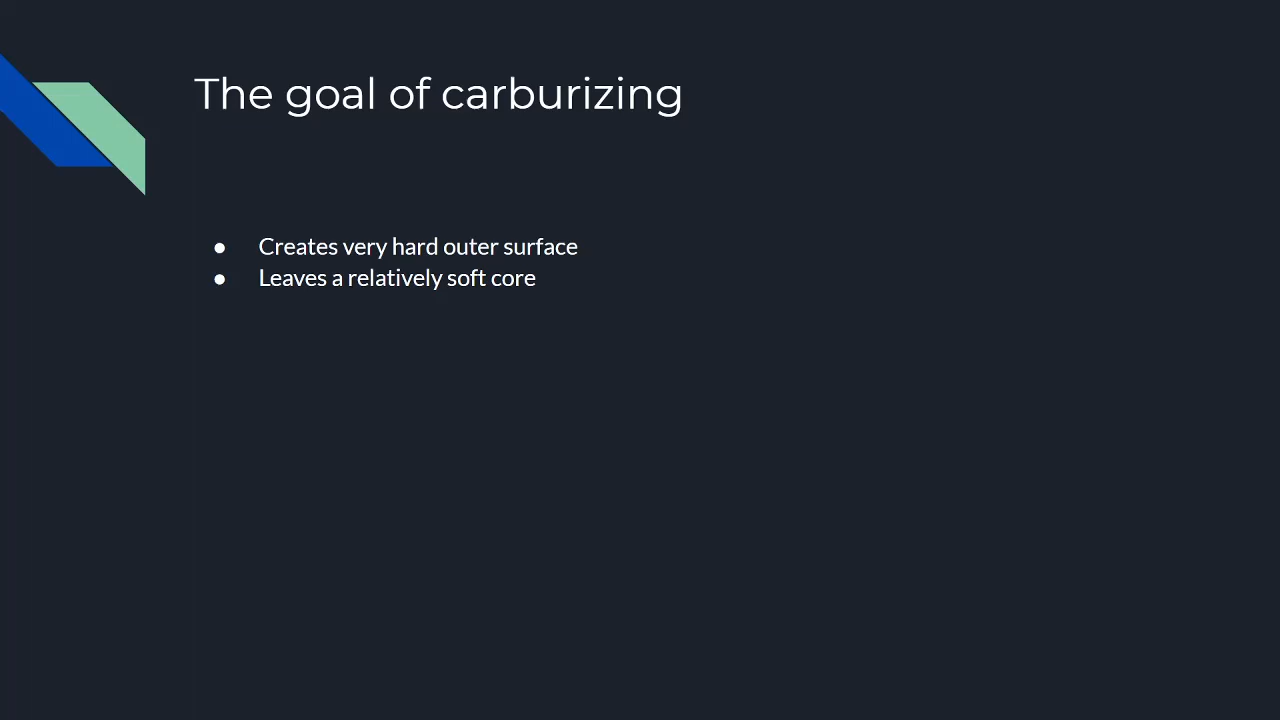 The goal of carburizing
● Creates very hard outer surface
● Leaves a relatively soft core